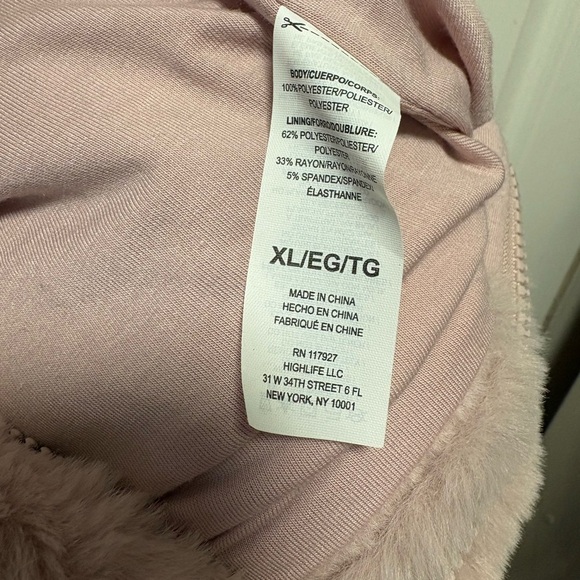 BODY/CUERPO/CORPS:
100%POLYESTER/POLIESTER/
POLYESTER
LINING/FORRO/DOUBLURE:
62% POLYESTERPOLYESTER/
POLYESTER
33% RAYON/RAYON/RAYONNE
5% SPANDEX/SPANDEX
ÉLASTHANNE
XL/EG/TG
MADE IN CHINA
HECHO EN CHINA
FABRIQUÉ EN CHINE
RN 117927
HIGHLIFE LLC
31 W 34TH STREET 6 FL
NEW YORK, NY 10001